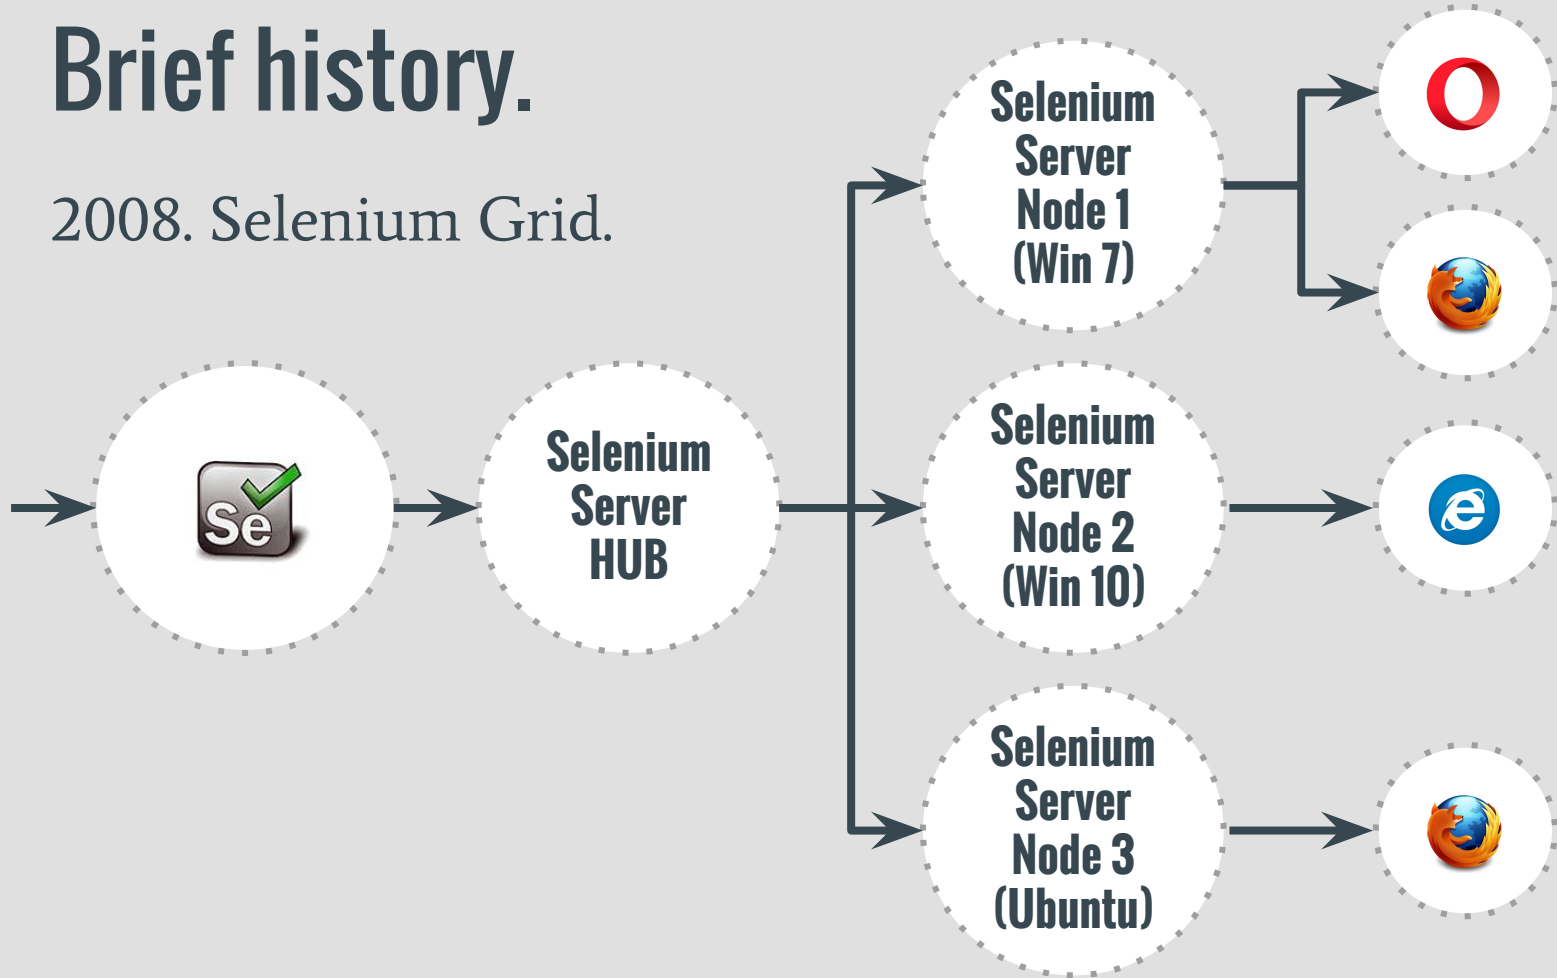 Brief history.
2008. Selenium Grid.
Se
Selenium
Server
HUB
Selenium
Server
Node 1
(Win 7)
Selenium
Server
Node 2
(Win 10)
Selenium
Server
Node 3
(Ubuntu)